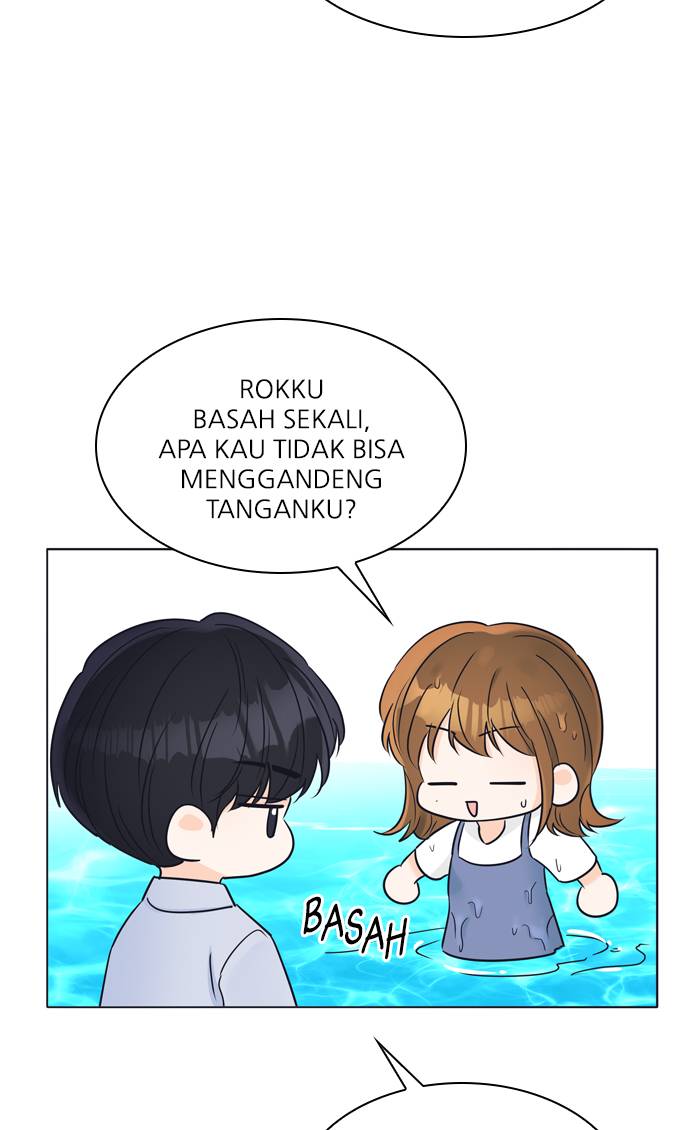 ROKKU
BASAH SEKALI,
APA KAU TIDAK BISA
MENGGANDENG
TANGANKU?
BASAH